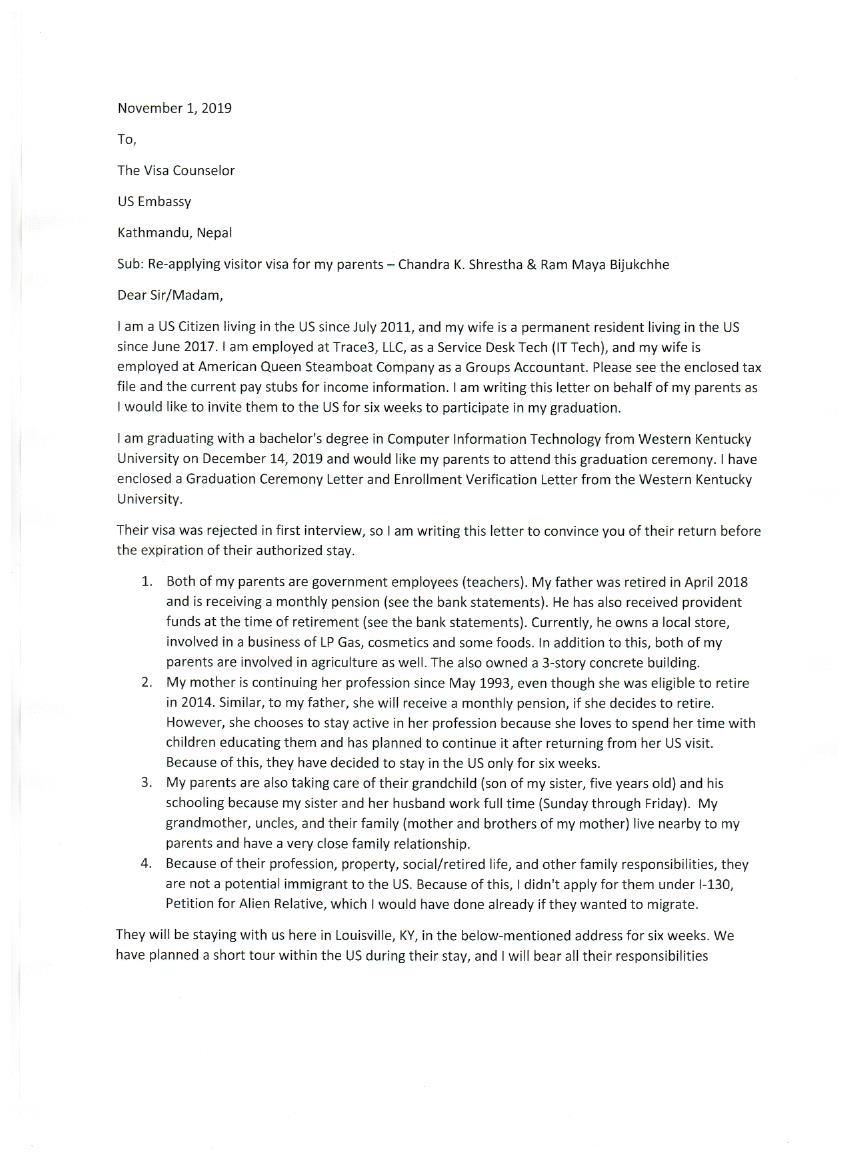 November 1, 2019
To,
The Visa Counselor
US Embassy
Kathmandu, Nepal
Sub: Re-applying visitor visa for my parents – Chandra K. Shrestha & Ram Maya Bijukchhe
Dear Sir/Madam,
I am a US Citizen living in the US since July 2011, and my wife is a permanent resident living in the US
since June 2017. I am employed at Trace3, LLC, as a Service Desk Tech (IT Tech), and my wife is
employed at American Queen Steamboat Company as a Groups Accountant. Please see the enclosed tax
file and the current pay stubs for income information. I am writing this letter on behalf of my parents as
I would like to invite them to the US for six weeks to participate in my graduation.
I am graduating with a bachelor's degree in Computer Information Technology from Western Kentucky
University on December 14, 2019 and would like my parents to attend this graduation ceremony. I have
enclosed a Graduation Ceremony Letter and Enrollment Verification Letter from the Western Kentucky
University.
Their visa was rejected in first interview, so I am writing this letter to convince you of their return before
the expiration of their authorized stay.
1. Both of my parents are government employees (teachers). My father was retired in April 2018
and is receiving a monthly pension (see the bank statements). He has also received provident
funds at the time of retirement (see the bank statements). Currently, he owns a local store,
involved in a business of LP Gas, cosmetics and some foods. In addition to this, both of my
parents are involved in agriculture as well. The also owned a 3-story concrete building.
2. My mother is continuing her profession since May 1993, even though she was eligible to retire
in 2014. Similar, to my father, she will receive a monthly pension, if she decides to retire.
However, she chooses to stay active in her profession because she loves to spend her time with
children educating them and has planned to continue it after returning from her US visit.
Because of this, they have decided to stay in the US only for six weeks.
3. My parents are also taking care of their grandchild (son of my sister, five years old) and his
schooling because my sister and her husband work full time (Sunday through Friday). My
grandmother, uncles, and their family (mother and brothers of my mother) live nearby to my
parents and have a very close family relationship.
4. Because of their profession, property, social/retired life, and other family responsibilities, they
are not a potential immigrant to the US. Because of this, I didn't apply for them under I-130,
Petition for Alien Relative, which I would have done already if they wanted to migrate.
They will be staying with us here in Louisville, KY, in the below-mentioned address for six weeks. We
have planned a short tour within the US during their stay, and I will bear all their responsibilities